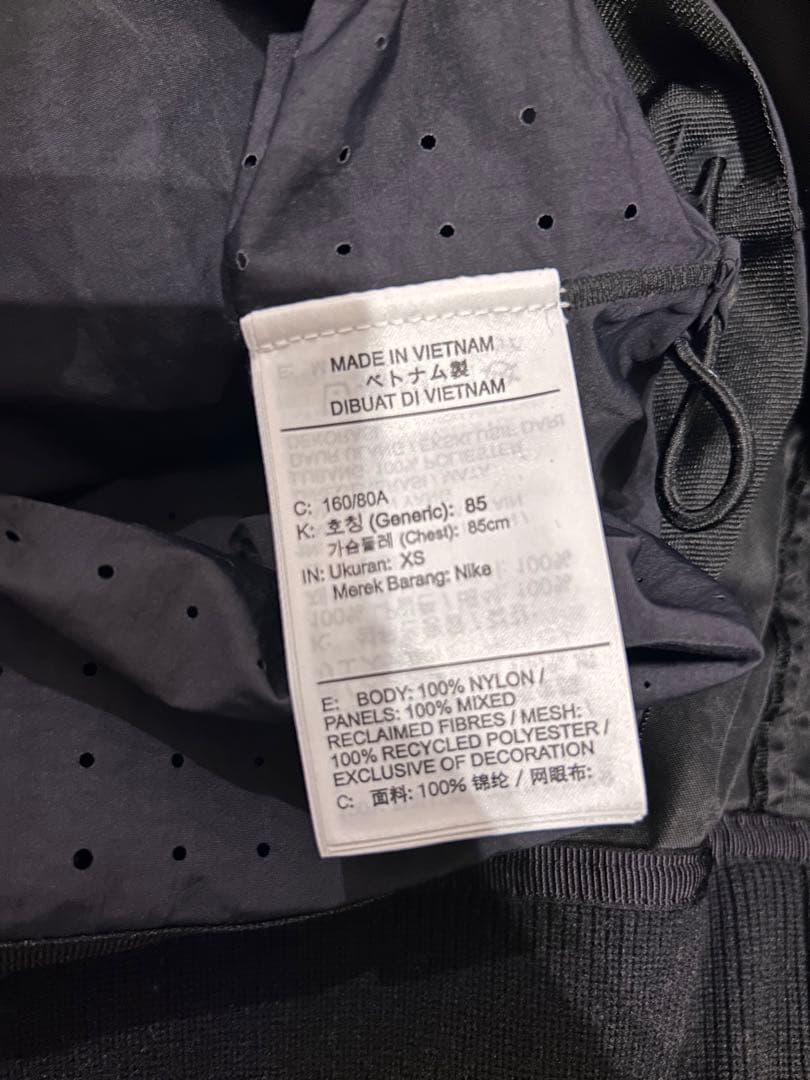 MADE IN VIETNAM
ベトナム製
DIBUAT DI VIETNAM
C: 160/80A
K: 호칭 (Generic): 85
가슴둘레 (Chest): 85cm
IN: Ukuran: XS
Merek Barang: Nike
E: BODY: 100% NYLON /
PANELS: 100% MIXED
RECLAIMED FIBRES / MESH:
100% RECYCLED POLYESTER /
EXCLUSIVE OF DECORATION
C: 面料: 100% 锦纶 / 网眼布: